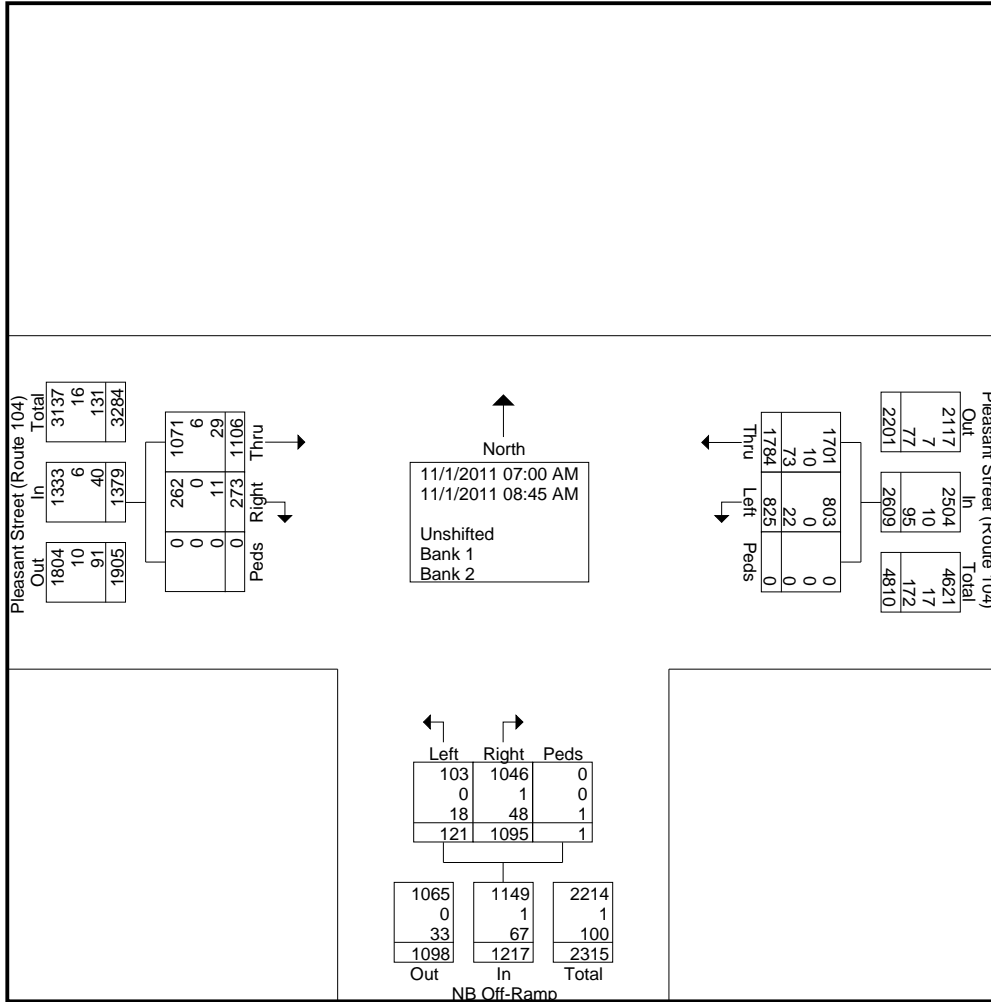 Pleasant Street (Route 104)
Total
3137
16
131
3284
In
1333
6
40
1379
Out
1804
10
91
1905
Thru
1071
6
29
1106
Right
262
0
11
273
Peds
0
0
0
0
North
11/1/2011 07:00 AM
11/1/2011 08:45 AM
Unshifted
Bank 1
Bank 2
Thru
1701
10
73
1784
Left
803
0
22
825
Peds
0
0
0
0
Pleasant Street (Route 104)
Out
2117
7
77
2201
In
2504
10
95
2609
Total
4621
17
172
4810
Left Right Peds
103 1046 0
0 1 0
18 48 1
121 1095 1
1065 1149 2214
0 1 1
33 67 100
1098 1217 2315
Out In Total
NB Off-Ramp